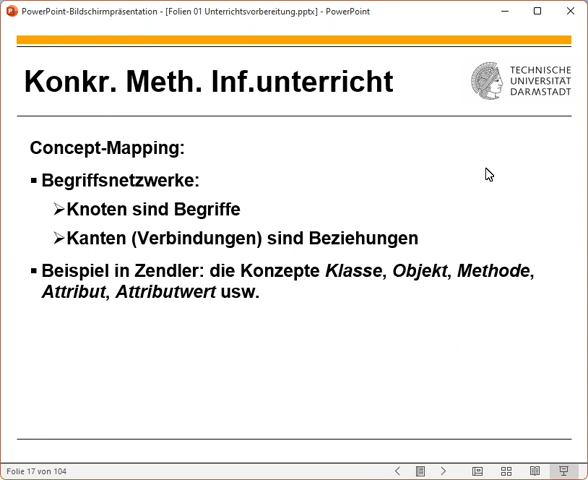 PowerPoint-Bildschirmpräsentation - [Folien 01 Unterrichtsvorbereitung.pptx] - PowerPoint
Konkr. Meth. Inf.unterricht
TECHNISCHE
UNIVERSITÄT
DARMSTADT
Concept-Mapping:
▪ Begriffsnetzwerke:
➢Knoten sind Begriffe
➢Kanten (Verbindungen) sind Beziehungen
▪ Beispiel in Zendler: die Konzepte Klasse, Objekt, Methode,
Attribut, Attributwert usw.
Folie 17 von 104